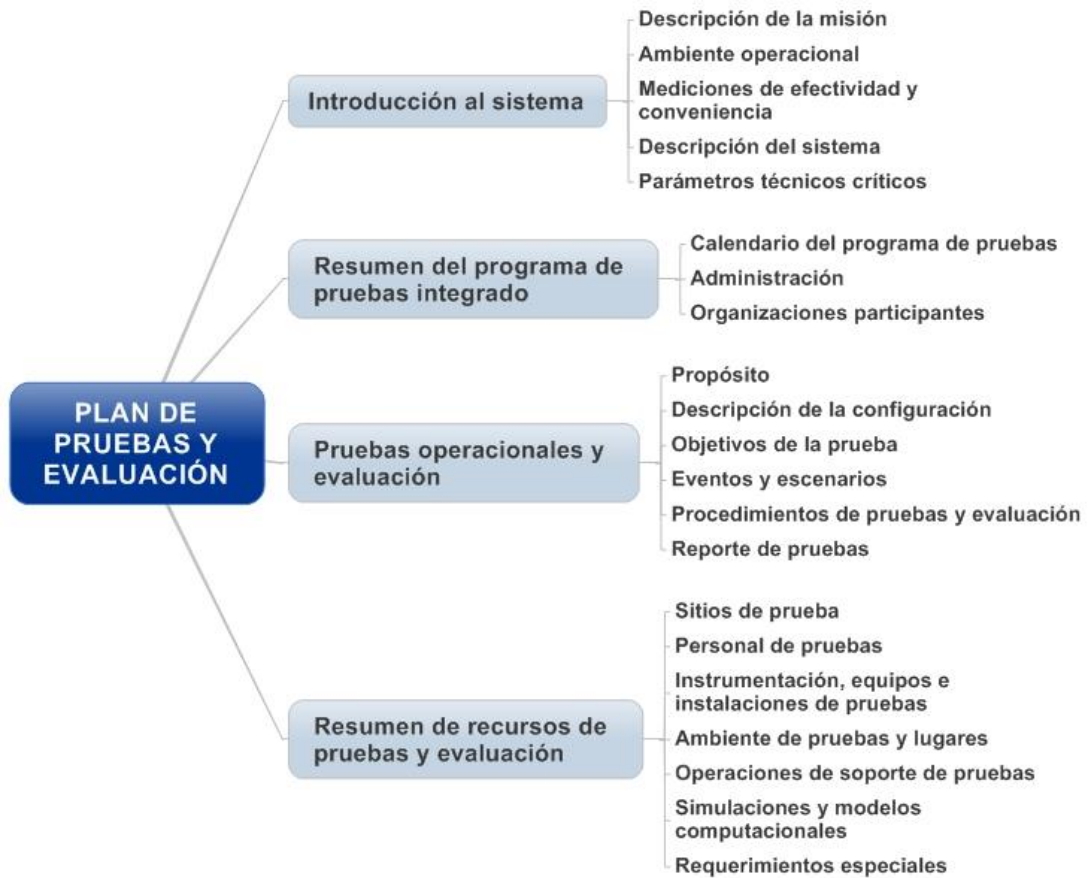 PLAN DE
PRUEBAS Y
EVALUACIÓN
Introducción al sistema
Descripción de la misión
Ambiente operacional
Mediciones de efectividad y
conveniencia
Descripción del sistema
Parámetros técnicos críticos
Resumen del programa de
pruebas integrado
Calendario del programa de pruebas
Administración
Organizaciones participantes
Pruebas operacionales y
evaluación
Propósito
Descripción de la configuración
Objetivos de la prueba
Eventos y escenarios
Procedimientos de pruebas y evaluación
Reporte de pruebas
Resumen de recursos de
pruebas y evaluación
Sitios de prueba
Personal de pruebas
Instrumentación, equipos e
instalaciones de pruebas
Ambiente de pruebas y lugares
Operaciones de soporte de pruebas
Simulaciones y modelos
computacionales
Requerimientos especiales